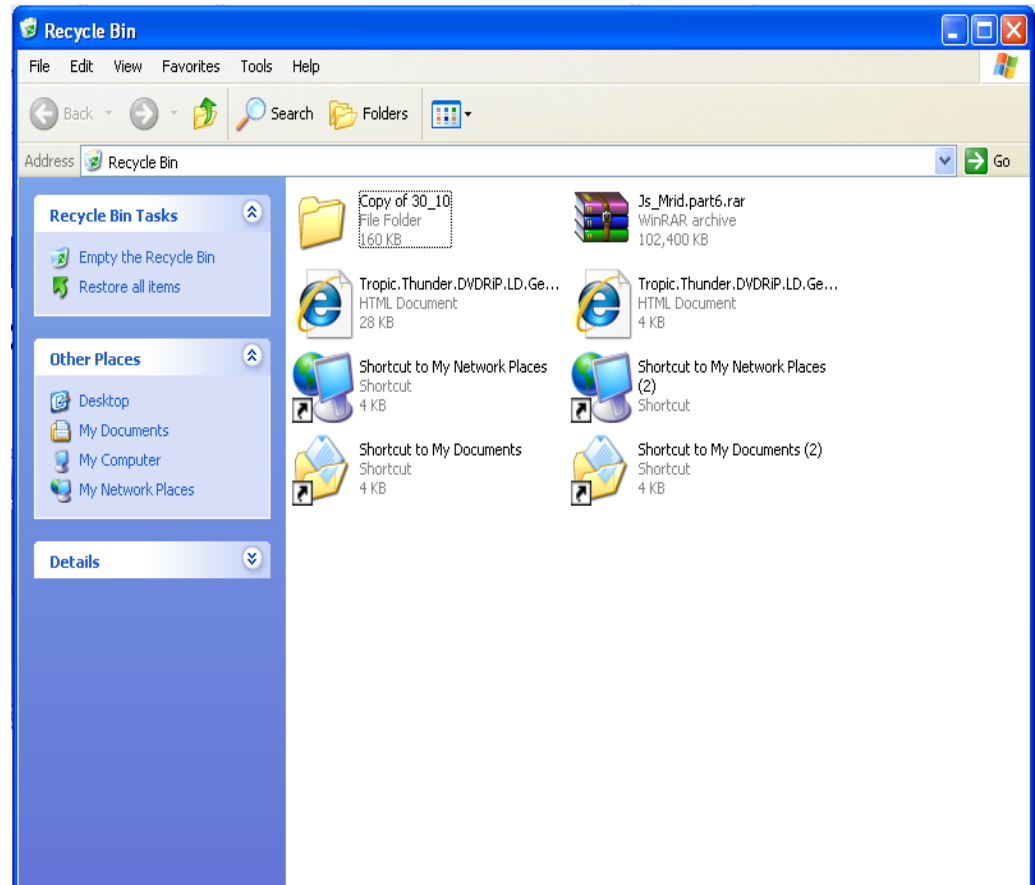 Recycle Bin
File Edit View Favorites Tools Help
Back Search Folders
Address Recycle Bin Go
Recycle Bin Tasks
Empty the Recycle Bin
Restore all items
Other Places
Desktop
My Documents
My Computer
My Network Places
Details
Copy of 30_10
File Folder
160 KB
Js_Mrid.part6.rar
WinRAR archive
102,400 KB
Tropic.Thunder.DVDRiP.LD.Ge...
HTML Document
28 KB
Tropic.Thunder.DVDRiP.LD.Ge...
HTML Document
4 KB
Shortcut to My Network Places
Shortcut
4 KB
Shortcut to My Network Places
(2)
Shortcut
Shortcut to My Documents
Shortcut
4 KB
Shortcut to My Documents (2)
Shortcut
4 KB